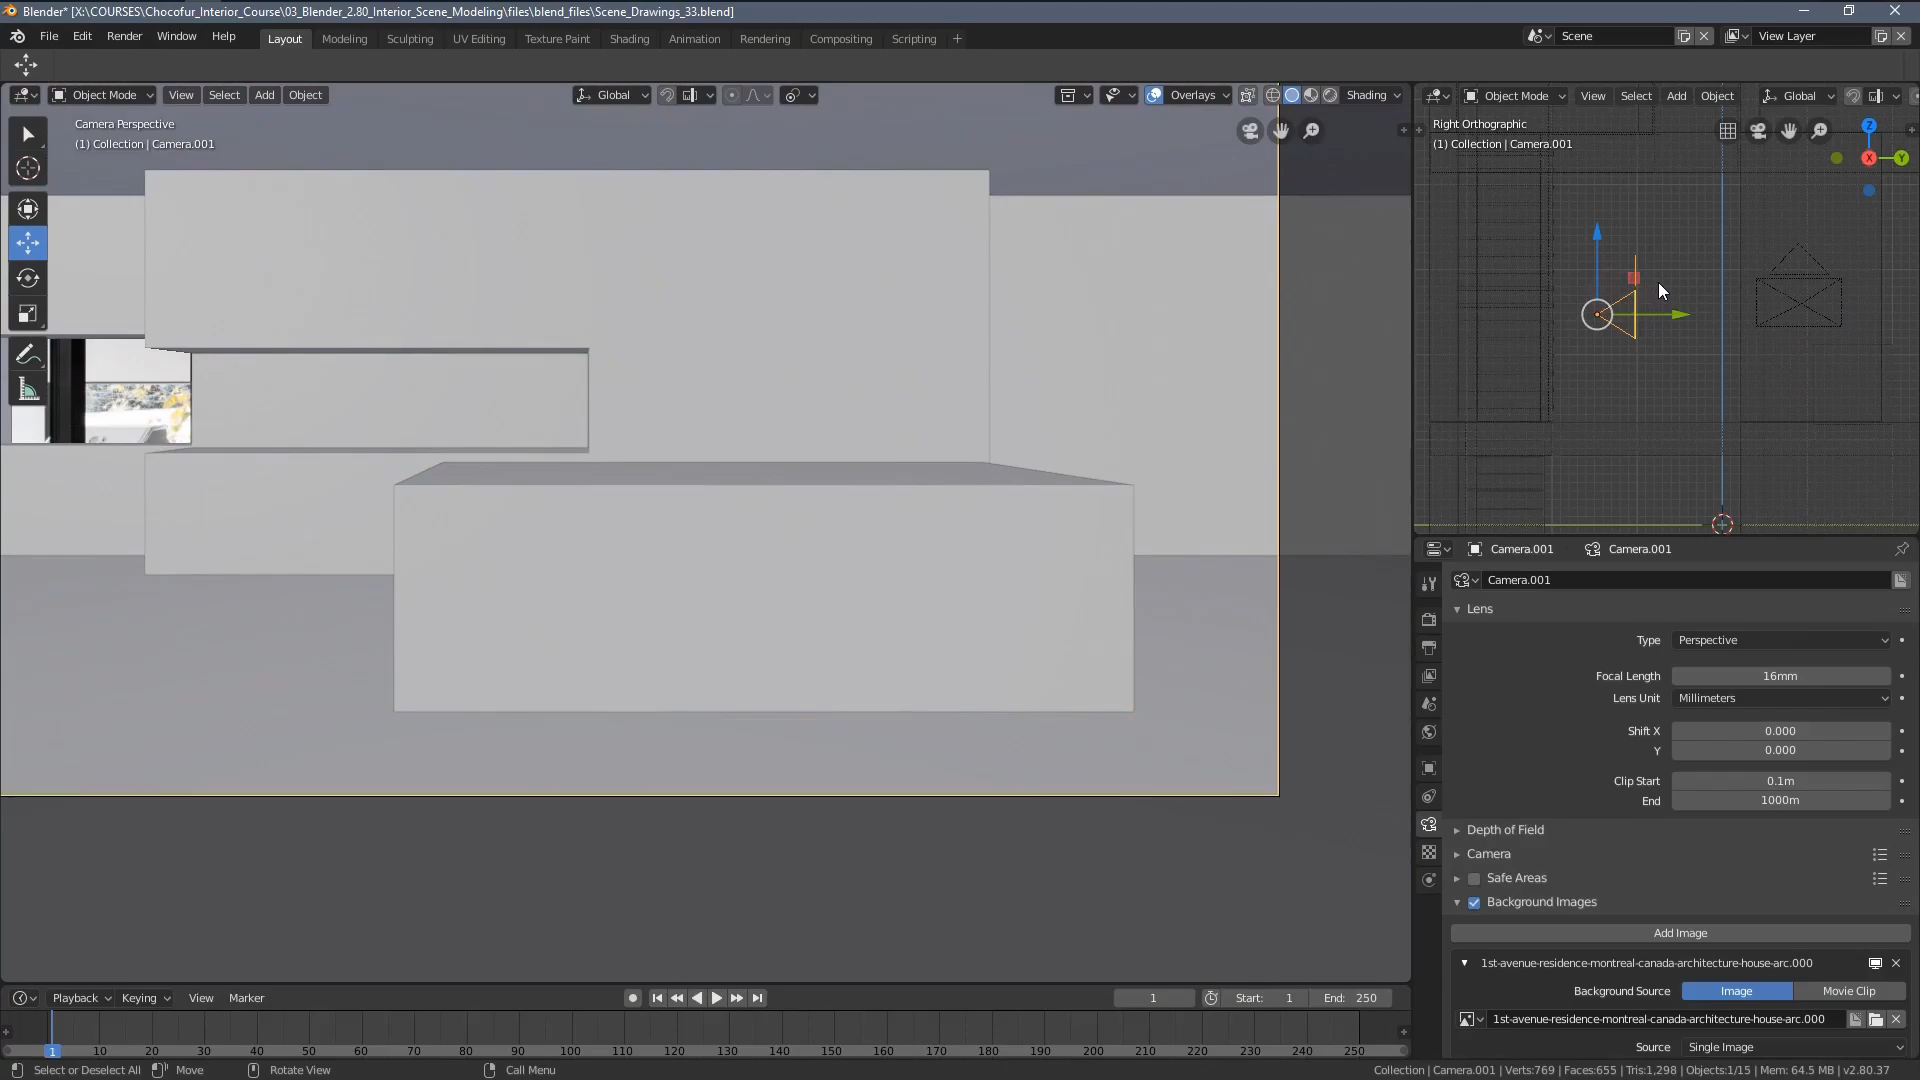 Blender* [X:\COURSES\Chocofur_Interior_Course\03_Blender_2.80_Interior_Scene_Modeling\files\blend_files\Scene_Drawings_33.blend]
File Edit Render Window Help Layout Modeling Sculpting UV Editing Texture Paint Shading Animation Rendering Compositing Scripting + Scene View Layer
Object Mode View Select Add Object Global Overlays Shading
Camera Perspective
(1) Collection | Camera.001
Object Mode View Select Add Object Global
Right Orthographic
(1) Collection | Camera.001
Z
X
Y
Camera.001 Camera.001
Camera.001
Lens
Type Perspective
Focal Length 16mm
Lens Unit Millimeters
Shift X 0.000
Y 0.000
Clip Start 0.1m
End 1000m
Depth of Field
Camera
Safe Areas
Background Images
Add Image
1st-avenue-residence-montreal-canada-architecture-house-arc.000
Background Source Image Movie Clip
1st-avenue-residence-montreal-canada-architecture-house-arc.000
Source Single Image
Playback Keying View Marker 1 Start: 1 End: 250
1 10 20 30 40 50 60 70 80 90 100 110 120 130 140 150 160 170 180 190 200 210 220 230 240 250
Select or Deselect All Move Rotate View Call Menu Collection | Camera.001 | Verts:769 | Faces:655 | Tris:1,298 | Objects:1/15 | Mem: 64.5 MB | v2.80.37